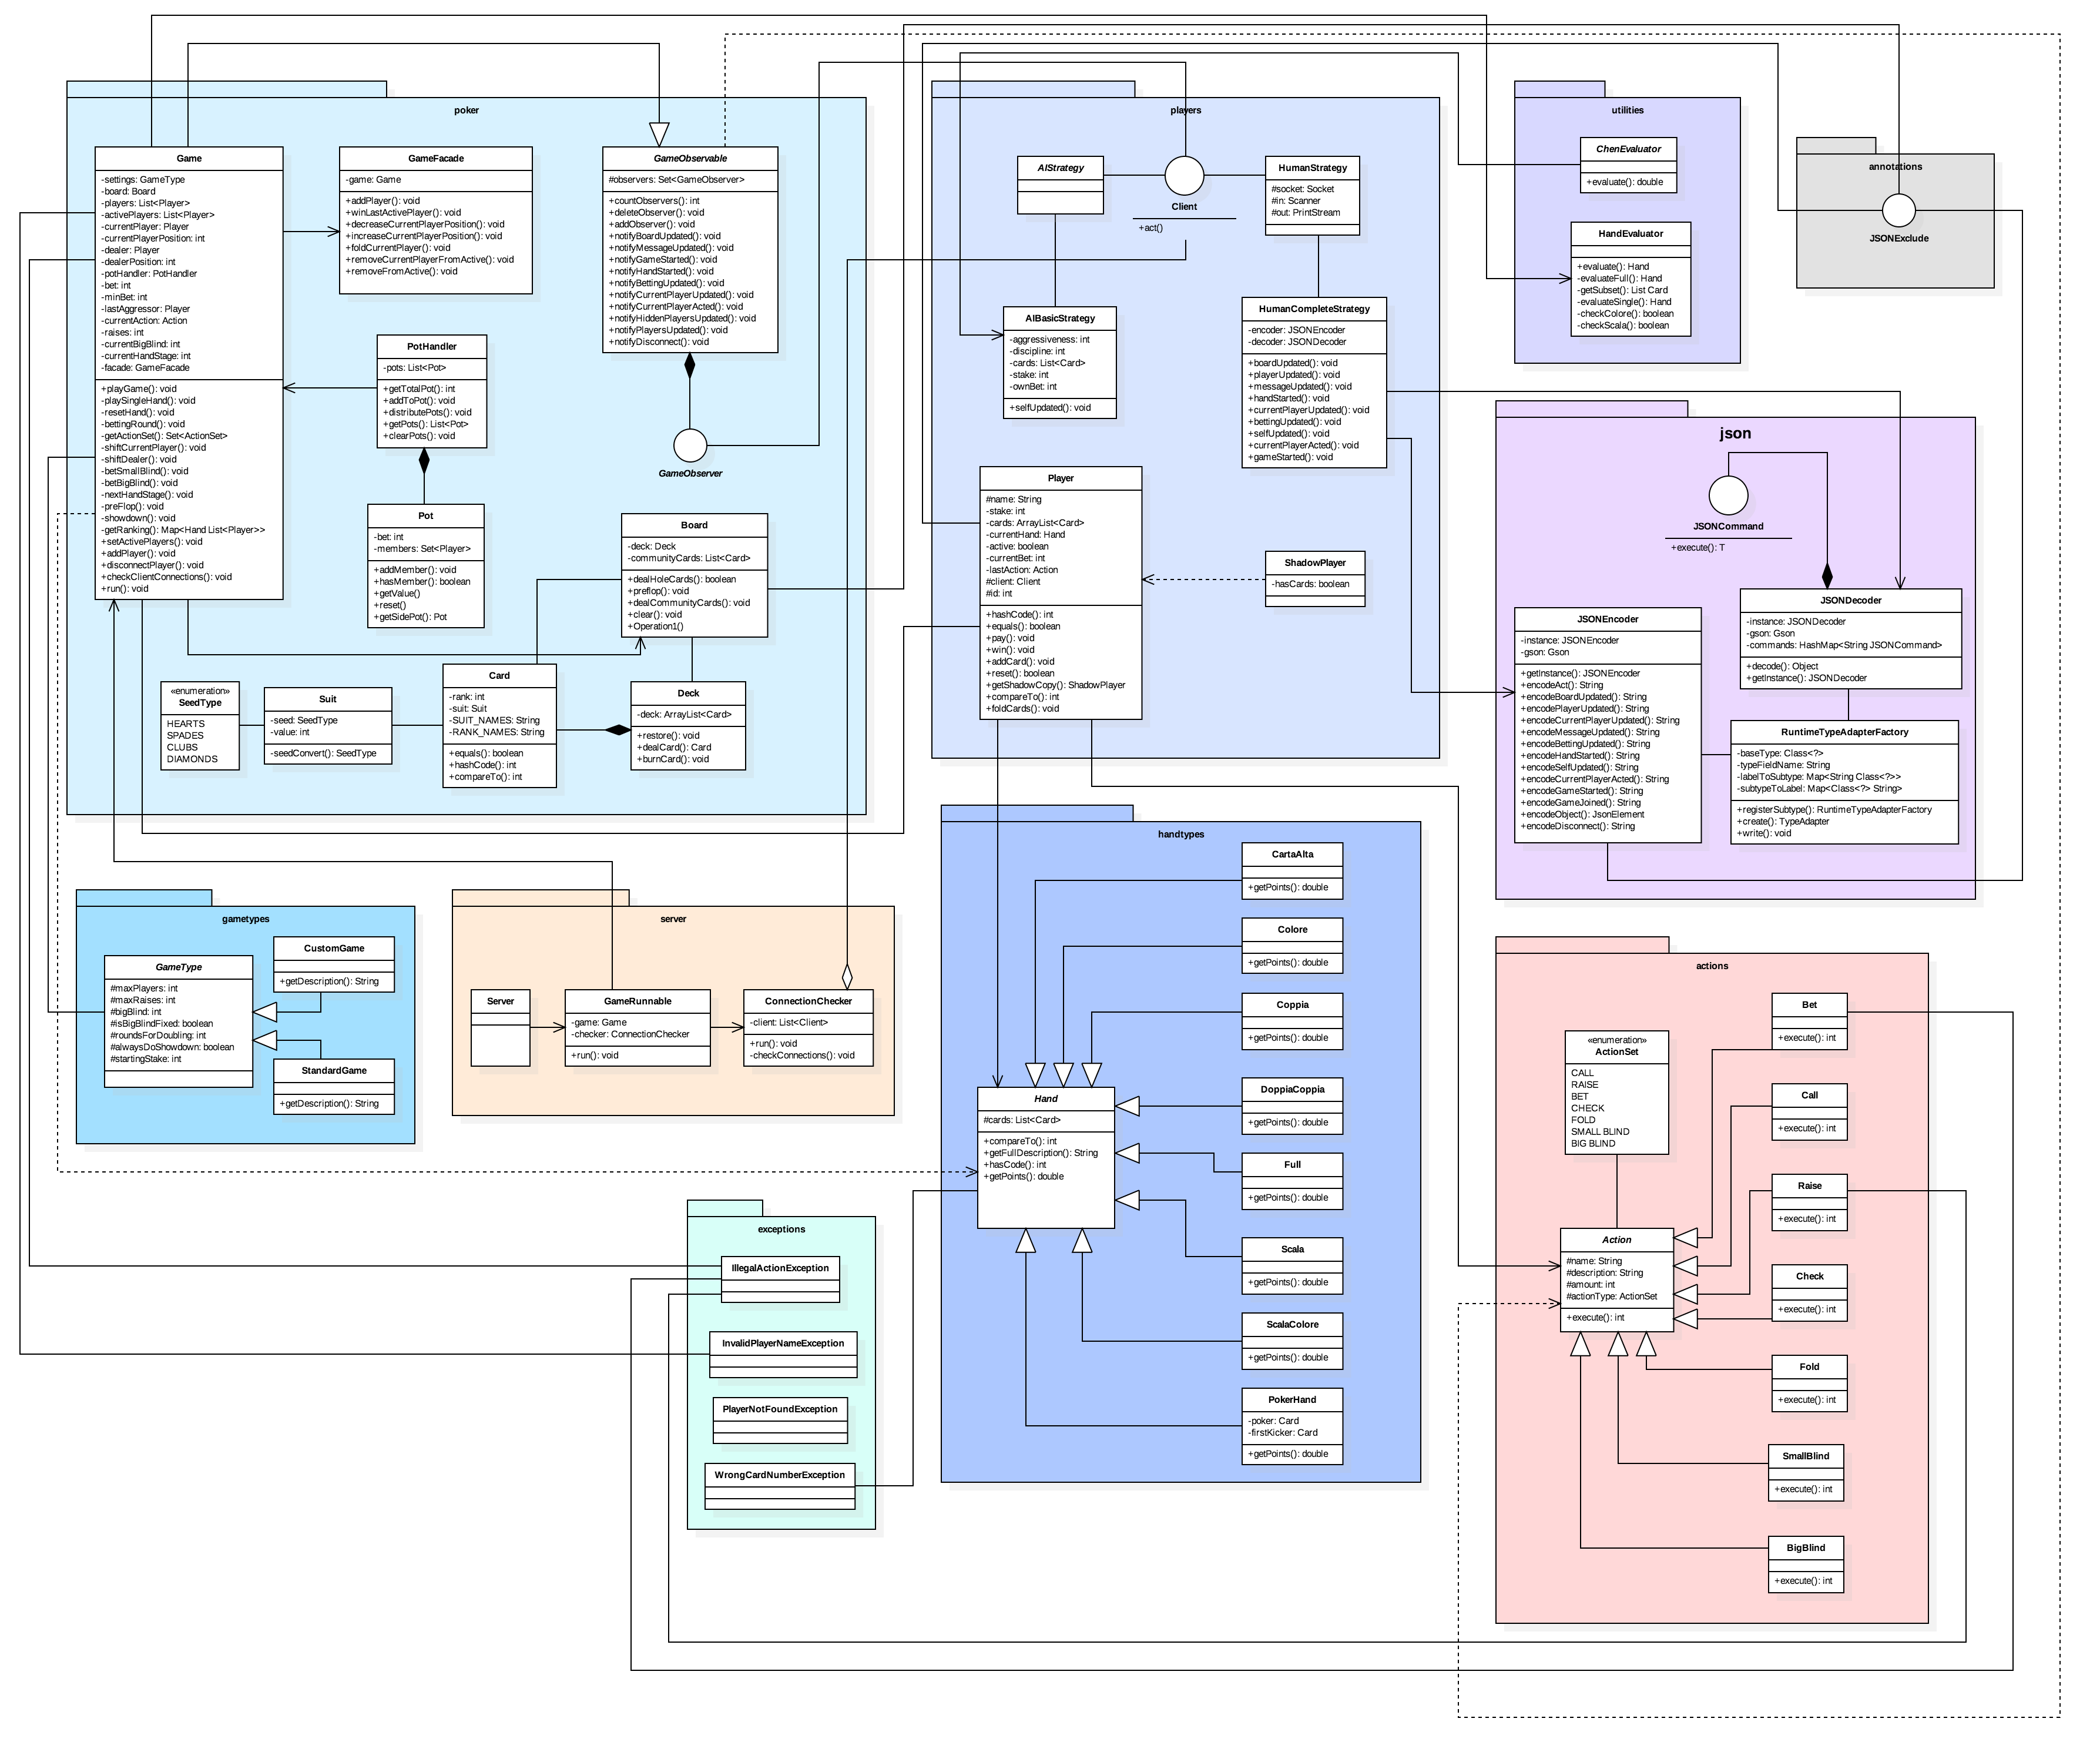 poker
Game
-settings: GameType
-board: Board
-players: List<Player>
-activePlayers: List<Player>
-currentPlayer: Player
-currentPlayerPosition: int
-dealer: Player
-dealerPosition: int
-potHandler: PotHandler
-bet: int
-minBet: int
-lastAggressor: Player
-currentAction: Action
-raises: int
-currentBigBlind: int
-currentHandStage: int
-facade: GameFacade
+playGame(): void
-playSingleHand(): void
-resetHand(): void
-bettingRound(): void
-getActionSet(): Set<ActionSet>
-shiftCurrentPlayer(): void
-shiftDealer(): void
-betSmallBlind(): void
-betBigBlind(): void
-nextHandStage(): void
-preFlop(): void
-showdown(): void
-getRanking(): Map<Hand List<Player>>
+setActivePlayers(): void
+addPlayer(): void
+disconnectPlayer(): void
+checkClientConnections(): void
+run(): void
GameFacade
-game: Game
+addPlayer(): void
+winLastActivePlayer(): void
+decreaseCurrentPlayerPosition(): void
+increaseCurrentPlayerPosition(): void
+foldCurrentPlayer(): void
+removeCurrentPlayerFromActive(): void
+removeFromActive(): void
GameObservable
#observers: Set<GameObserver>
+countObservers(): int
+deleteObserver(): void
+addObserver(): void
+notifyBoardUpdated(): void
+notifyMessageUpdated(): void
+notifyGameStarted(): void
+notifyHandStarted(): void
+notifyBettingUpdated(): void
+notifyCurrentPlayerUpdated(): void
+notifyCurrentPlayerActed(): void
+notifyHiddenPlayersUpdated(): void
+notifyPlayersUpdated(): void
+notifyDisconnect(): void
PotHandler
-pots: List<Pot>
+getTotalPot(): int
+addToPot(): void
+distributePots(): void
+getPots(): List<Pot>
+clearPots(): void
GameObserver
Pot
-bet: int
-members: Set<Player>
+addMember(): void
+hasMember(): boolean
+getValue()
+reset()
+getSidePot(): Pot
Board
-deck: Deck
-communityCards: List<Card>
+dealHoleCards(): boolean
+preflop(): void
+dealCommunityCards(): void
+clear(): void
+Operation1()
«enumeration»
SeedType
HEARTS
SPADES
CLUBS
DIAMONDS
Suit
-seed: SeedType
-value: int
-seedConvert(): SeedType
Card
-rank: int
-suit: Suit
-SUIT_NAMES: String
-RANK_NAMES: String
+equals(): boolean
+hashCode(): int
+compareTo(): int
Deck
-deck: ArrayList<Card>
+restore(): void
+dealCard(): Card
+burnCard(): void
players
AIStrategy
Client
+act()
HumanStrategy
#socket: Socket
#in: Scanner
#out: PrintStream
AIBasicStrategy
-aggressiveness: int
-discipline: int
-cards: List<Card>
-stake: int
-ownBet: int
+selfUpdated(): void
HumanCompleteStrategy
-encoder: JSONEncoder
-decoder: JSONDecoder
+boardUpdated(): void
+playerUpdated(): void
+messageUpdated(): void
+handStarted(): void
+currentPlayerUpdated(): void
+bettingUpdated(): void
+selfUpdated(): void
+currentPlayerActed(): void
+gameStarted(): void
Player
#name: String
-stake: int
-cards: ArrayList<Card>
-currentHand: Hand
-active: boolean
-currentBet: int
-lastAction: Action
#client: Client
#id: int
+hashCode(): int
+equals(): boolean
+pay(): void
+win(): void
+addCard(): void
+reset(): boolean
+getShadowCopy(): ShadowPlayer
+compareTo(): int
+foldCards(): void
ShadowPlayer
-hasCards: boolean
utilities
ChenEvaluator
+evaluate(): double
HandEvaluator
+evaluate(): Hand
-evaluateFull(): Hand
-getSubset(): List Card
-evaluateSingle(): Hand
-checkColore(): boolean
-checkScala(): boolean
annotations
JSONExclude
json
JSONCommand
+execute(): T
JSONEncoder
-instance: JSONEncoder
-gson: Gson
+getInstance(): JSONEncoder
+encodeAct(): String
+encodeBoardUpdated(): String
+encodePlayerUpdated(): String
+encodeCurrentPlayerUpdated(): String
+encodeMessageUpdated(): String
+encodeBettingUpdated(): String
+encodeHandStarted(): String
+encodeSelfUpdated(): String
+encodeCurrentPlayerActed(): String
+encodeGameStarted(): String
+encodeGameJoined(): String
+encodeObject(): JsonElement
+encodeDisconnect(): String
JSONDecoder
-instance: JSONDecoder
-gson: Gson
-commands: HashMap<String JSONCommand>
+decode(): Object
+getInstance(): JSONDecoder
RuntimeTypeAdapterFactory
-baseType: Class<?>
-typeFieldName: String
-labelToSubtype: Map<String Class<?>>
-subtypeToLabel: Map<Class<?> String>
+registerSubtype(): RuntimeTypeAdapterFactory
+create(): TypeAdapter
+write(): void
gametypes
GameType
#maxPlayers: int
#maxRaises: int
#bigBlind: int
#isBigBlindFixed: boolean
#roundsForDoubling: int
#alwaysDoShowdown: boolean
#startingStake: int
CustomGame
+getDescription(): String
StandardGame
+getDescription(): String
server
Server
GameRunnable
-game: Game
-checker: ConnectionChecker
+run(): void
ConnectionChecker
-client: List<Client>
+run(): void
-checkConnections(): void
handtypes
CartaAlta
+getPoints(): double
Colore
+getPoints(): double
Coppia
+getPoints(): double
Hand
#cards: List<Card>
+compareTo(): int
+getFullDescription(): String
+hasCode(): int
+getPoints(): double
DoppiaCoppia
+getPoints(): double
Full
+getPoints(): double
Scala
+getPoints(): double
ScalaColore
+getPoints(): double
PokerHand
-poker: Card
-firstKicker: Card
+getPoints(): double
exceptions
IllegalActionException
InvalidPlayerNameException
PlayerNotFoundException
WrongCardNumberException
actions
«enumeration»
ActionSet
CALL
RAISE
BET
CHECK
FOLD
SMALL BLIND
BIG BLIND
Action
#name: String
#description: String
#amount: int
#actionType: ActionSet
+execute(): int
Bet
+execute(): int
Call
+execute(): int
Raise
+execute(): int
Check
+execute(): int
Fold
+execute(): int
SmallBlind
+execute(): int
BigBlind
+execute(): int